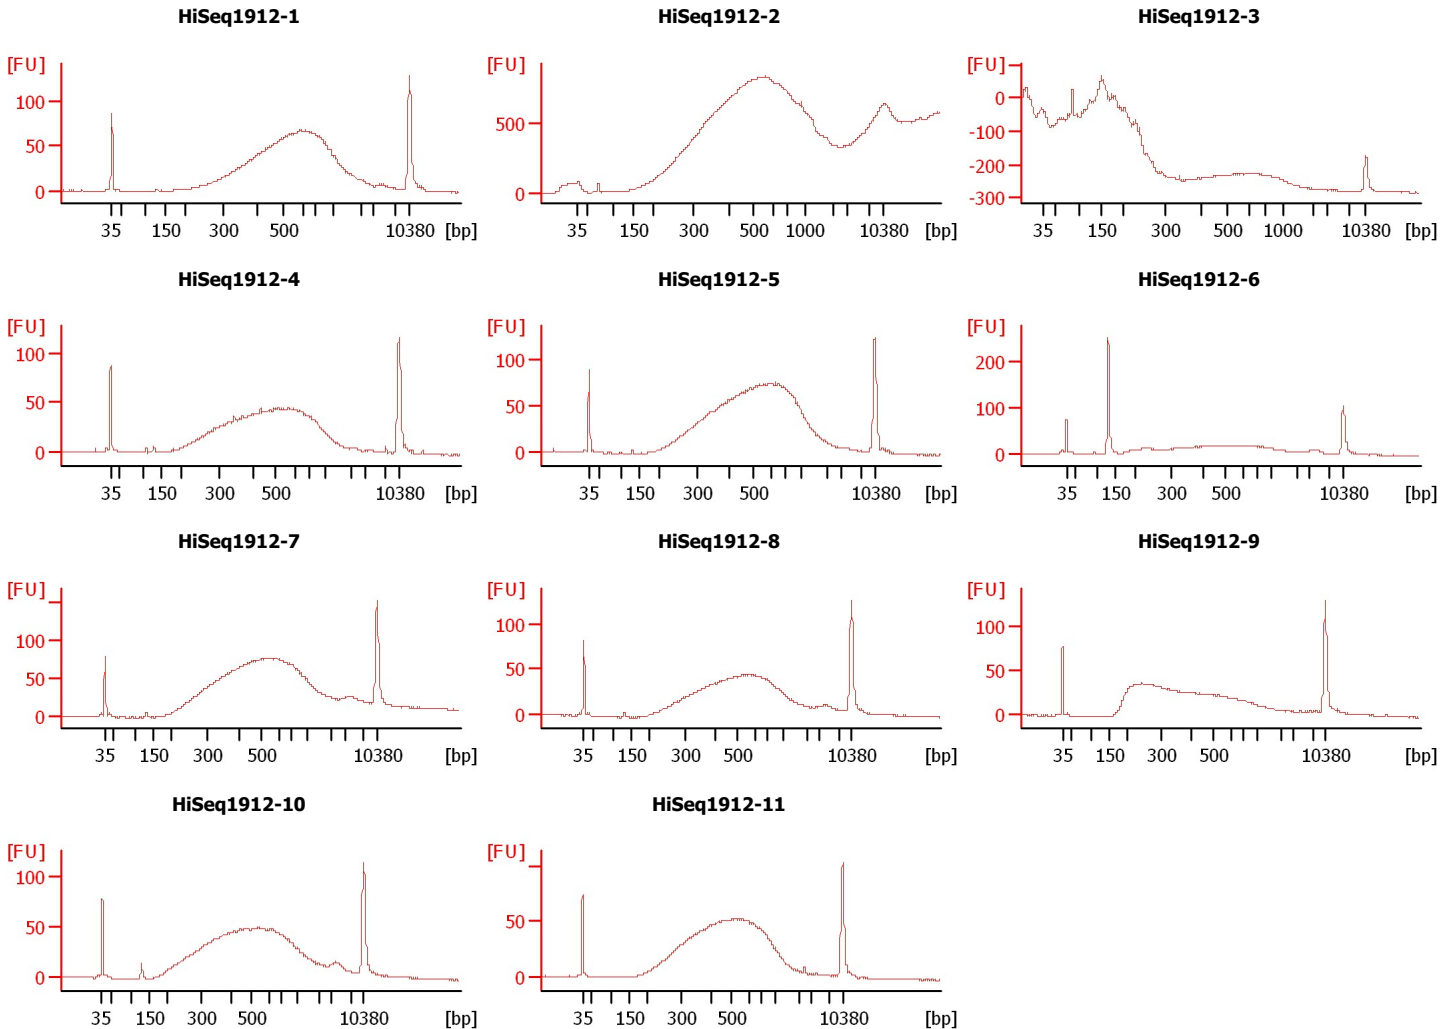 HiSeq1912-1 HiSeq1912-2 HiSeq1912-3
[FU] [FU] [FU]
100 500 0
50 0 -100
0 -200
-300
35 150 300 500 10380 [bp] 35 150 300 500 1000 10380 [bp] 35 150 300 500 1000 10380 [bp]
HiSeq1912-4 HiSeq1912-5 HiSeq1912-6
[FU] [FU] [FU]
100 100 200
50 50 100
0 0 0
35 150 300 500 10380 [bp] 35 150 300 500 10380 [bp] 35 150 300 500 10380 [bp]
HiSeq1912-7 HiSeq1912-8 HiSeq1912-9
[FU] [FU] [FU]
100 100 100
50 50 50
0 0 0
35 150 300 500 10380 [bp] 35 150 300 500 10380 [bp] 35 150 300 500 10380 [bp]
HiSeq1912-10 HiSeq1912-11
[FU] [FU]
100 50
50 0
0
35 150 300 500 10380 [bp] 35 150 300 500 10380 [bp]